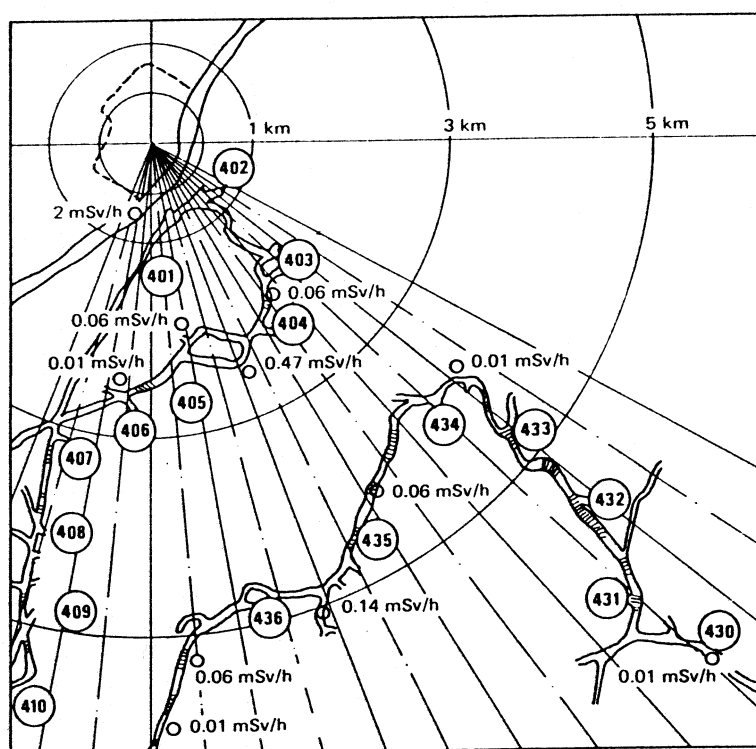 1 km
3 km
5 km
402
2 mSv/h
403
401
0.06 mSv/h
0.06 mSv/h
404
0.01 mSv/h
0.47 mSv/h
0.01 mSv/h
405
406
434
433
407
0.06 mSv/h
432
408
435
409
436
0.14 mSv/h
431
430
0.06 mSv/h
0.01 mSv/h
410
0.01 mSv/h